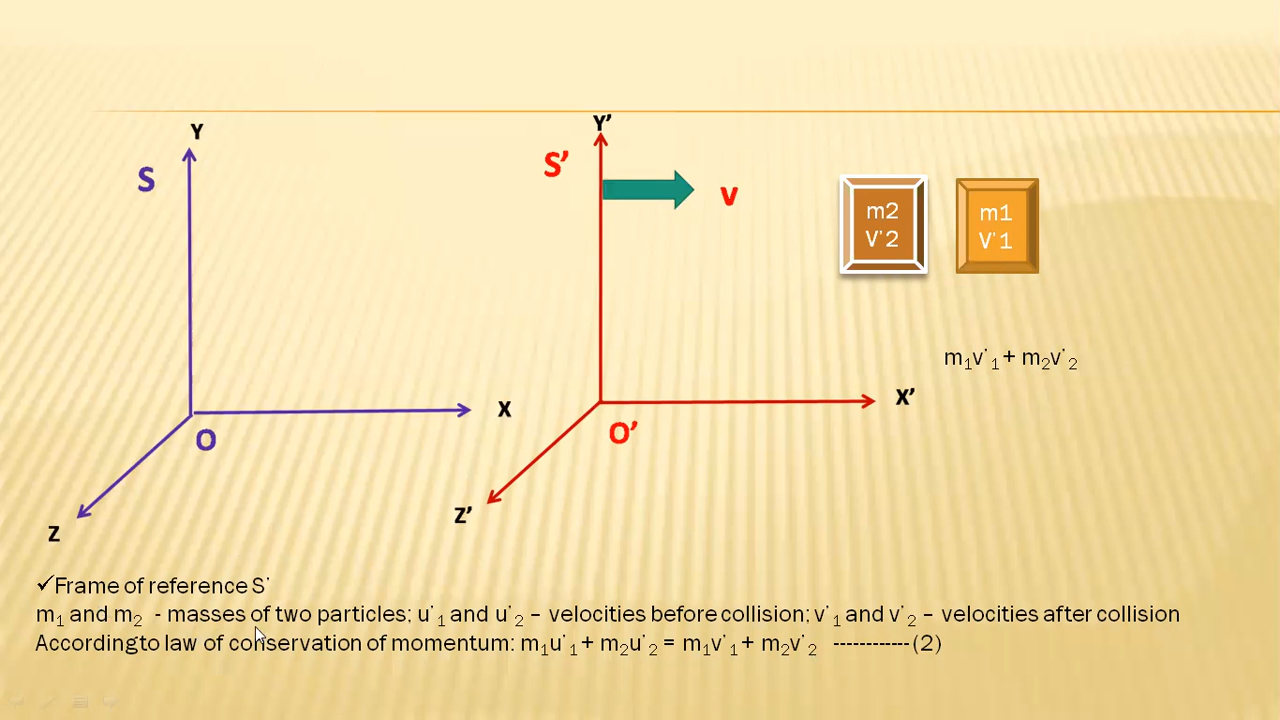 Y
S
O
X
Z
Y’
S’
v
O’
X’
Z’
m2
V’2
m1
V’1
m₁v’₁ + m₂v’₂
✓Frame of reference S’
m₁ and m₂ - masses of two particles; u’₁ and u’₂ – velocities before collision; v’₁ and v’₂ – velocities after collision
Accordingto law of conservation of momentum: m₁u’₁ + m₂u’₂ = m₁v’₁ + m₂v’₂ ------------(2)